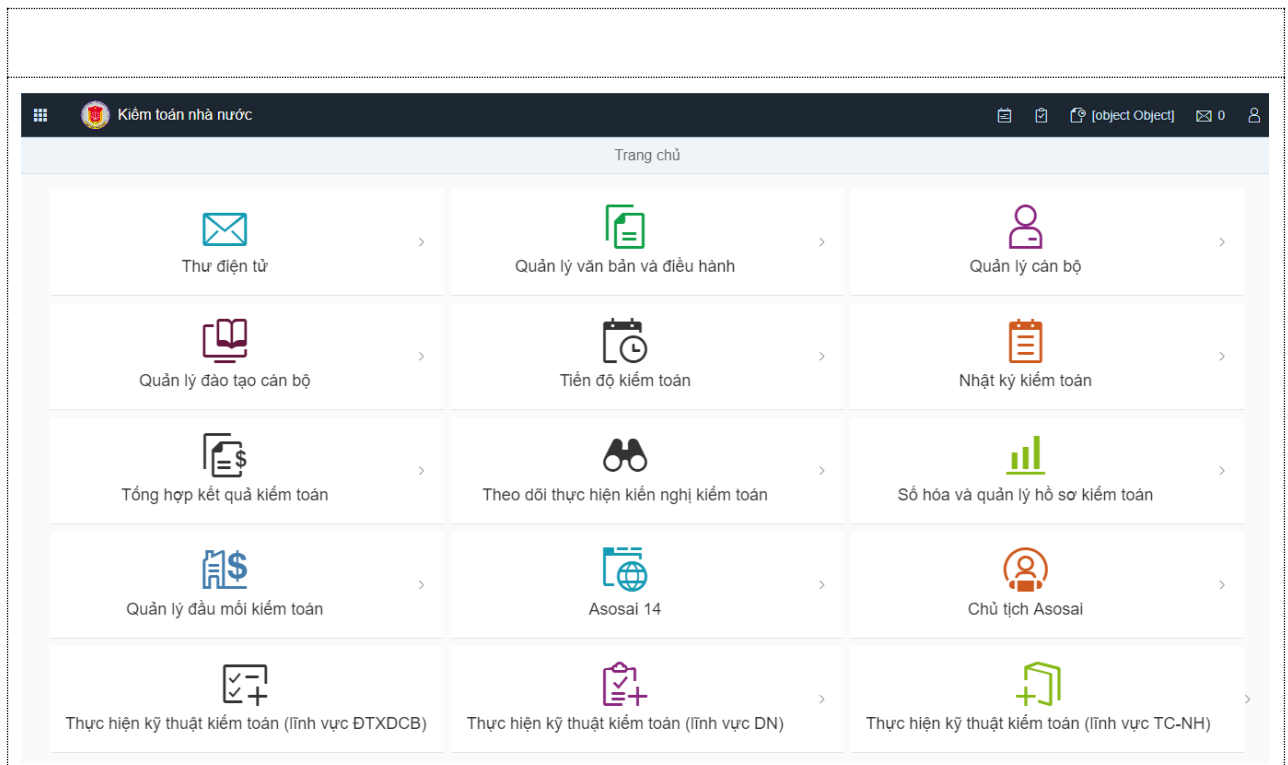 Kiểm toán nhà nước
[object Object]
0
Trang chủ
Thư điện tử
Quản lý văn bản và điều hành
Quản lý cán bộ
Quản lý đào tạo cán bộ
Tiến độ kiểm toán
Nhật ký kiểm toán
Tổng hợp kết quả kiểm toán
Theo dõi thực hiện kiến nghị kiểm toán
Số hóa và quản lý hồ sơ kiểm toán
Quản lý đầu mối kiểm toán
Asosai 14
Chủ tịch Asosai
Thực hiện kỹ thuật kiểm toán (lĩnh vực ĐTXDCB)
Thực hiện kỹ thuật kiểm toán (lĩnh vực DN)
Thực hiện kỹ thuật kiểm toán (lĩnh vực TC-NH)